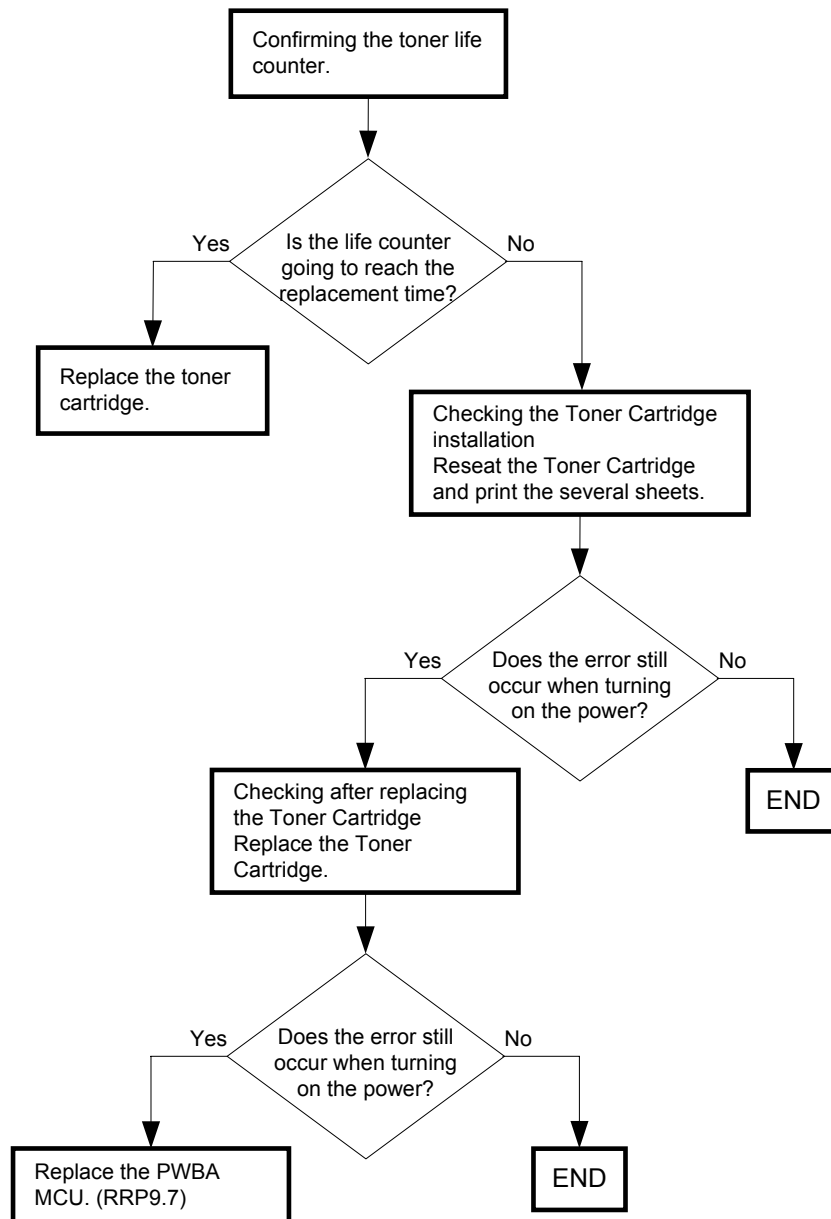 Confirming the toner life
counter.
Yes
Is the life counter
going to reach the
replacement time?
No
Replace the toner
cartridge.
Checking the Toner Cartridge
installation
Reseat the Toner Cartridge
and print the several sheets.
Yes
Does the error still
occur when turning
on the power?
No
Checking after replacing
the Toner Cartridge
Replace the Toner
Cartridge.
END
Yes
Does the error still
occur when turning
on the power?
No
Replace the PWBA
MCU. (RRP9.7)
END